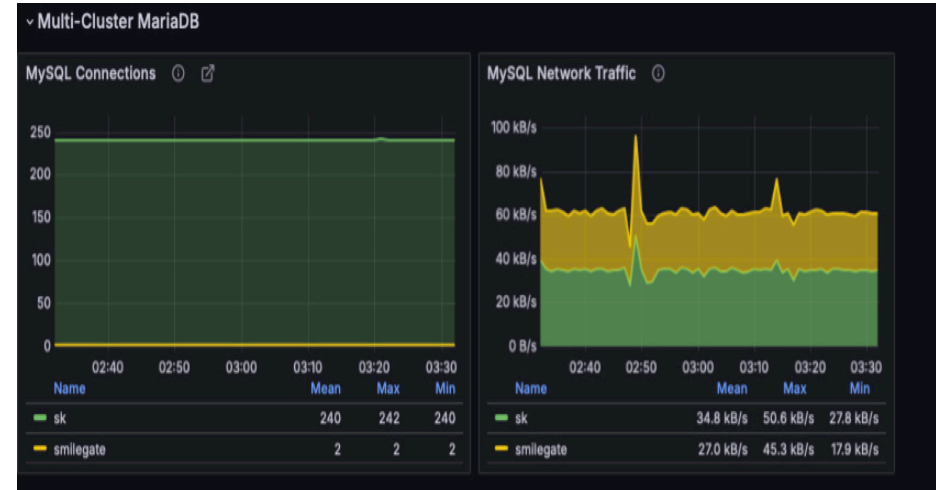 Multi-Cluster MariaDB
MySQL Connections
250
200
150
100
50
0
02:40 02:50 03:00 03:10 03:20 03:30
Name Mean Max Min
sk 240 242 240
smilegate 2 2 2
MySQL Network Traffic
100 kB/s
80 kB/s
60 kB/s
40 kB/s
20 kB/s
0 B/s
02:40 02:50 03:00 03:10 03:20 03:30
Name Mean Max Min
sk 34.8 kB/s 50.6 kB/s 27.8 kB/s
smilegate 27.0 kB/s 45.3 kB/s 17.9 kB/s